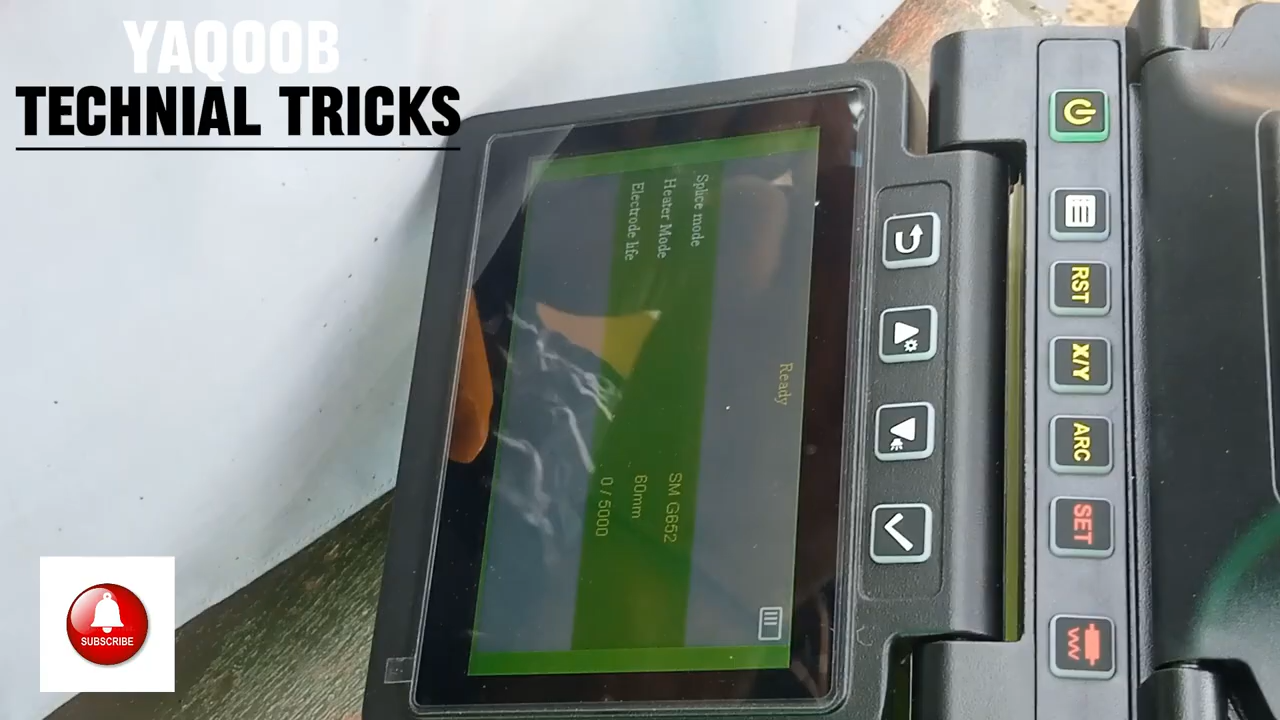 YAQOOB
TECHNIAL TRICKS
Ready
Splice mode SM G652
Heater Mode 60mm
Electrode life 0 / 5000
RST
X/Y
ARC
SET
SUBSCRIBE